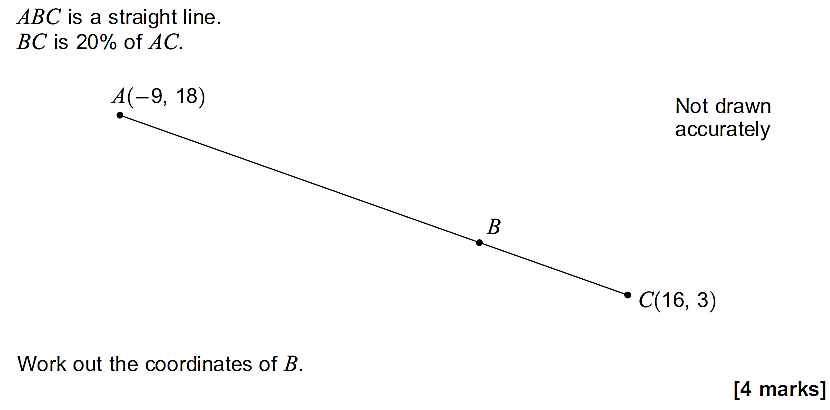 ABC is a straight line.
BC is 20% of AC.
A(−9, 18)
Not drawn
accurately
B
C(16, 3)
Work out the coordinates of B.
[4 marks]